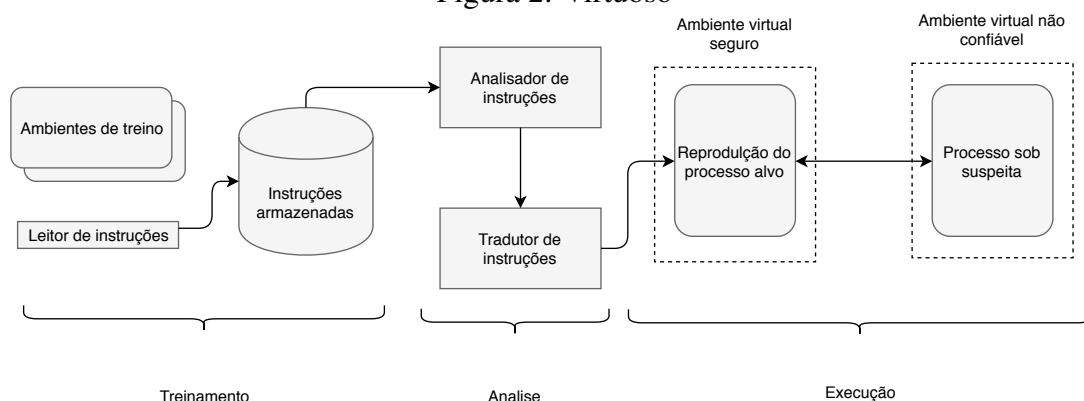 Figura 2: Virtuoso
Ambiente virtual
seguro
Ambiente virtual não
confiável
Ambientes de treino
Leitor de instruções
Instruções
armazenadas
Analisador de
instruções
Tradutor de
instruções
Reprodulção do
processo alvo
Processo sob
suspeita
Treinamento
Analise
Execução